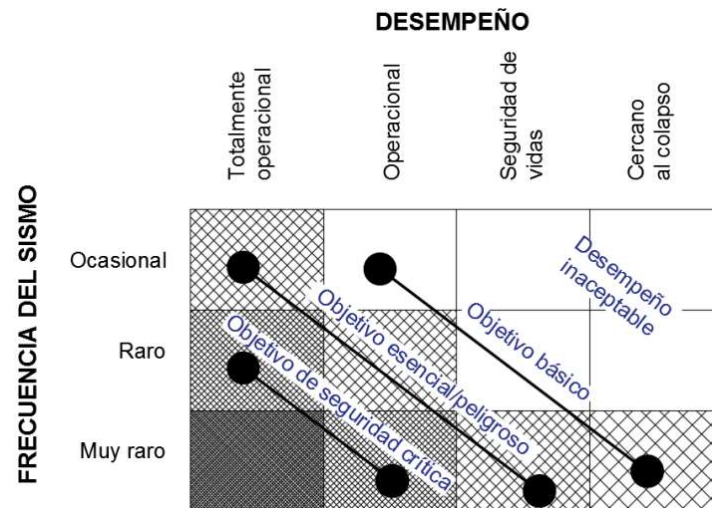 DESEMPEÑO
Totalmente
operacional
Operacional
Seguridad de
vidas
Cercano
al colapso
FRECUENCIA DEL SISMO
Ocasional
Raro
Muy raro
Desempeño
inaceptable
Objetivo básico
Objetivo esencial/peligroso
Objetivo de seguridad crítica